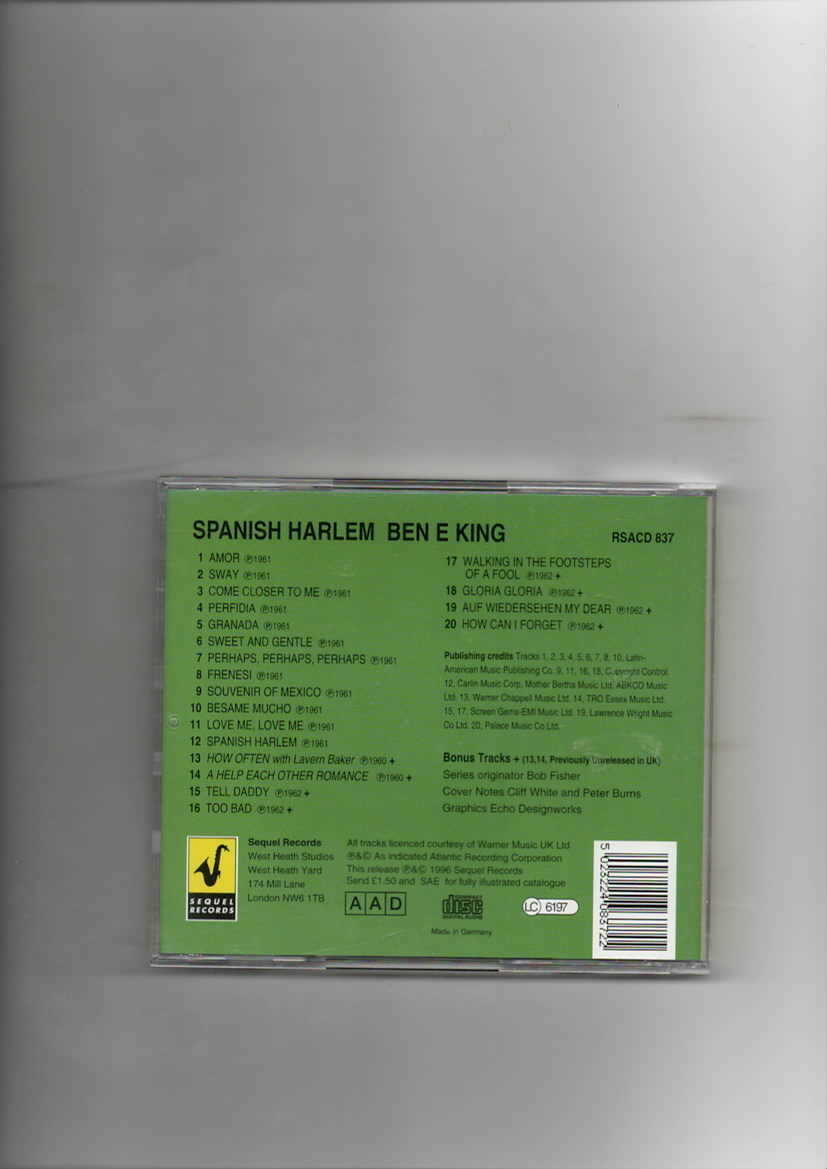 SPANISH HARLEM BEN E KING
RSACD 837
1 AMOR ℗1961
2 SWAY ℗1961
3 COME CLOSER TO ME ℗1961
4 PERFIDIA ℗1961
5 GRANADA ℗1961
6 SWEET AND GENTLE ℗1961
7 PERHAPS, PERHAPS, PERHAPS ℗1961
8 FRENESI ℗1961
9 SOUVENIR OF MEXICO ℗1961
10 BESAME MUCHO ℗1961
11 LOVE ME, LOVE ME ℗1961
12 SPANISH HARLEM ℗1961
13 HOW OFTEN with Lavern Baker ℗1960 +
14 A HELP EACH OTHER ROMANCE ℗1960 +
15 TELL DADDY ℗1962 +
16 TOO BAD ℗1962 +
17 WALKING IN THE FOOTSTEPS
OF A FOOL ℗1962 +
18 GLORIA GLORIA ℗1962 +
19 AUF WIEDERSEHEN MY DEAR ℗1962 +
20 HOW CAN I FORGET ℗1962 +
Publishing credits Tracks 1, 2, 3, 4, 5, 6, 7, 8, 10, Latin-
American Music Publishing Co. 9, 11, 16, 18, Copyright Control.
12, Carlin Music Corp, Mother Bertha Music Ltd, ABKCO Music
Ltd. 13, Warner Chappell Music Ltd. 14, TRO Essex Music Ltd.
15, 17, Screen Gems-EMI Music Ltd. 19, Lawrence Wright Music
Co Ltd. 20, Palace Music Co Ltd.
Bonus Tracks + (13,14, Previously Unreleased in UK)
Series originator Bob Fisher
Cover Notes Cliff White and Peter Burns
Graphics Echo Designworks
SEQUEL
RECORDS
Sequel Records
West Heath Studios
West Heath Yard
174 Mill Lane
London NW6 1TB
All tracks licenced courtesy of Warner Music UK Ltd
℗&© As indicated Atlantic Recording Corporation
This release ℗&© 1996 Sequel Records
Send £1.50 and SAE for fully illustrated catalogue
AAD
COMPACT
disc
DIGITAL AUDIO
LC 6197
Made in Germany
5 023224 083722